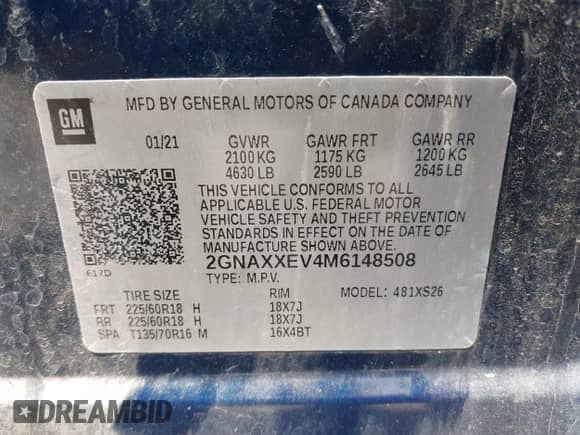 GM
MFD BY GENERAL MOTORS OF CANADA COMPANY
01/21 GVWR GAWR FRT GAWR RR
2100 KG 1175 KG 1200 KG
4630 LB 2590 LB 2645 LB
THIS VEHICLE CONFORMS TO ALL
APPLICABLE U.S. FEDERAL MOTOR
VEHICLE SAFETY AND THEFT PREVENTION
STANDARDS IN EFFECT ON THE DATE OF
MANUFACTURE SHOWN ABOVE.
617D
2GNAXXEV4M6148508
TYPE: M.P.V.
TIRE SIZE RIM MODEL: 481XS26
FRT 225/60R18 H 18X7J
RR 225/60R18 H 18X7J
SPA T135/70R16 M 16X4BT
DREAMBID